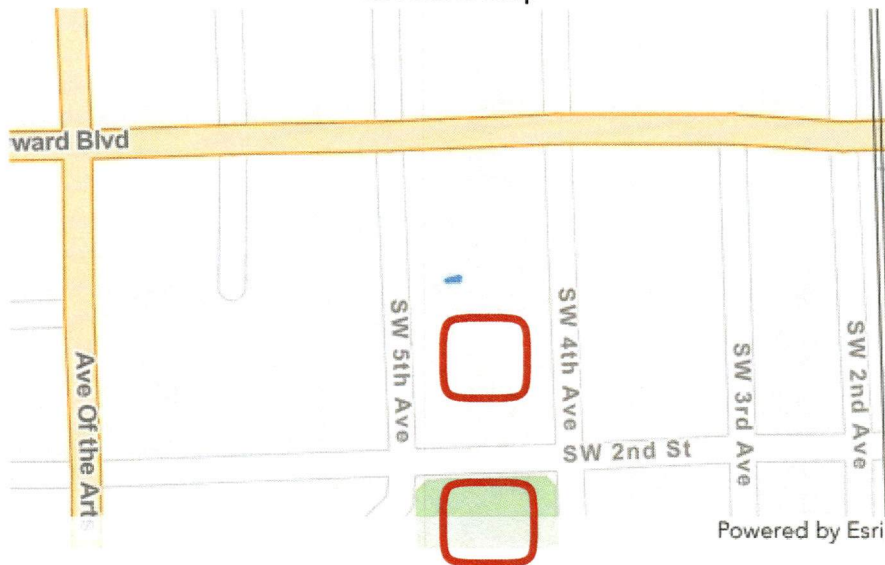 ward Blvd
SW 5th Ave
SW 4th Ave
SW 3rd Ave
SW 2nd Ave
Ave Of the Arts
SW 2nd St
Powered by Esri